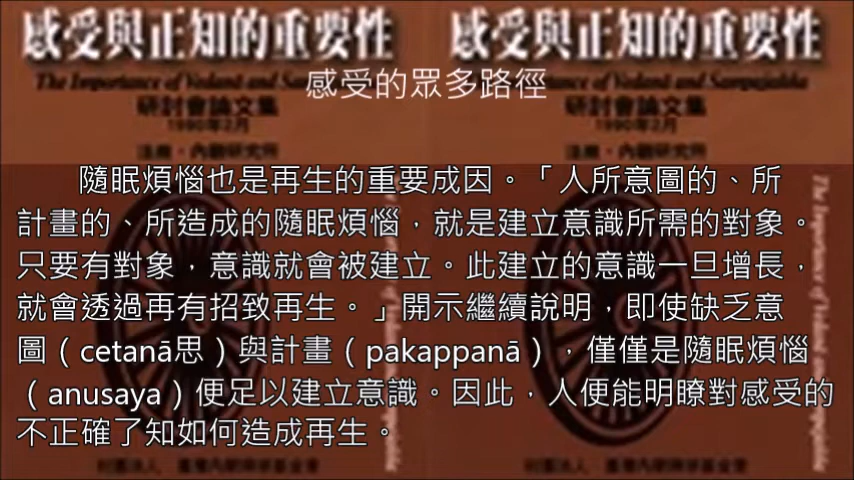 感受與正知的重要性 感受與正知的重要性
感受的眾多路徑
The Importance of Vedanā and Sampajañña
研討會論文集 研討會論文集
1990年2月 1990年2月
隨眠煩惱也是再生的重要成因。「人所意圖的、所
計畫的、所造成的隨眠煩惱，就是建立意識所需的對象。
只要有對象，意識就會被建立。此建立的意識一旦增長，
就會透過再有招致再生。」開示繼續說明，即使缺乏意
圖（cetanā思）與計畫（pakappanā），僅僅是隨眠煩惱
（anusaya）便足以建立意識。因此，人便能明瞭對感受的
不正確了知如何造成再生。